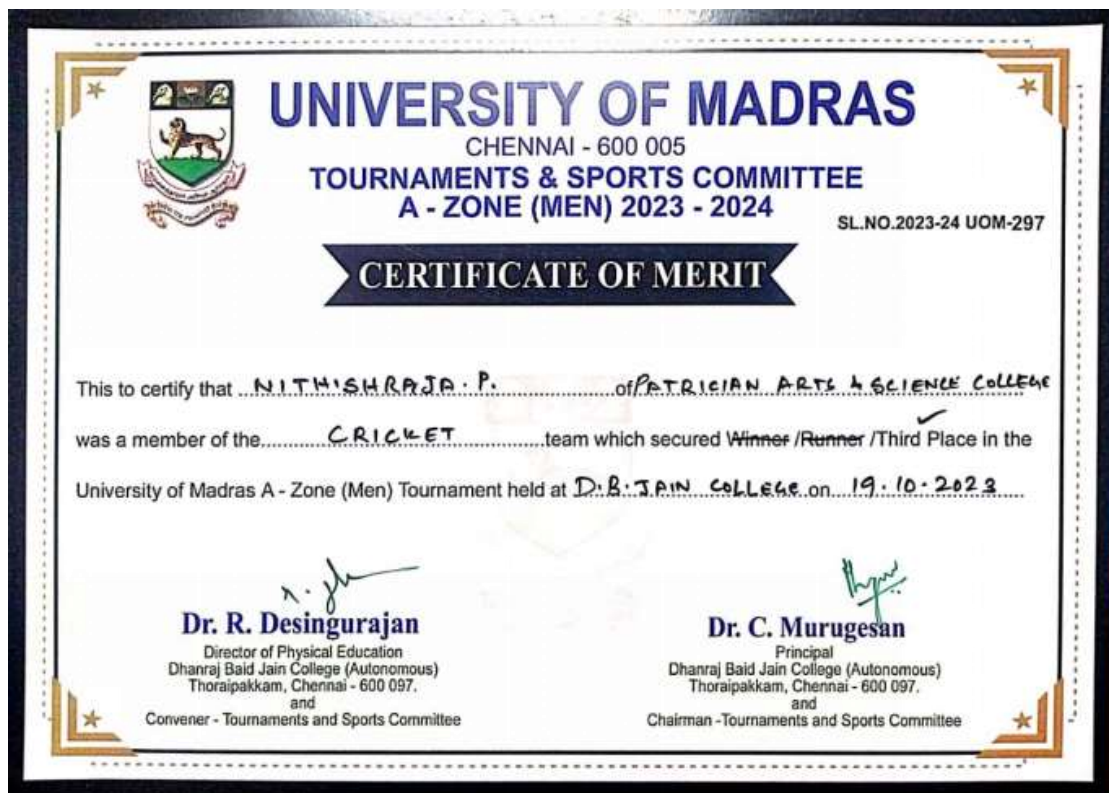 UNIVERSITY OF MADRAS
CHENNAI - 600 005
TOURNAMENTS & SPORTS COMMITTEE
A - ZONE (MEN) 2023 - 2024
SL.NO.2023-24 UOM-297
CERTIFICATE OF MERIT
This to certify that NITHISHRAJA. P. of PATRICIAN ARTS & SCIENCE COLLEGE
was a member of the CRICKET team which secured Winner /Runner /Third Place in the
University of Madras A - Zone (Men) Tournament held at D.B.JAIN COLLEGE on 19.10.2023
Dr. R. Desingurajan
Director of Physical Education
Dhanraj Baid Jain College (Autonomous)
Thoraipakkam, Chennai - 600 097.
and
Convener - Tournaments and Sports Committee
Dr. C. Murugesan
Principal
Dhanraj Baid Jain College (Autonomous)
Thoraipakkam, Chennai - 600 097.
and
Chairman -Tournaments and Sports Committee